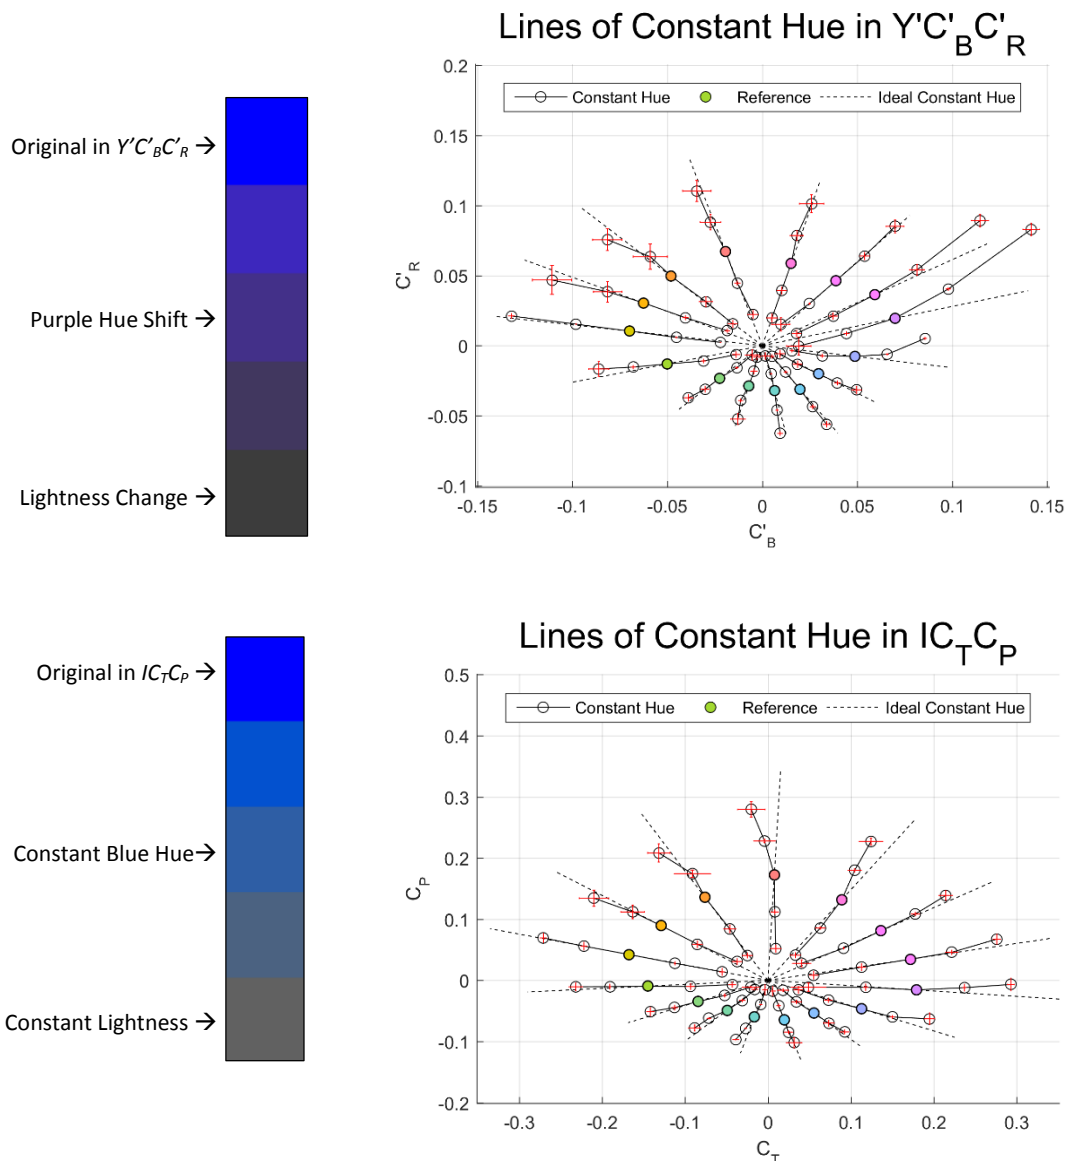 Lines of Constant Hue in Y'C'BC'R
Original in Y'C'BC'R →
Purple Hue Shift →
Lightness Change →
Constant Hue Reference Ideal Constant Hue
0.2
0.15
0.1
0.05
0
-0.05
-0.1
C'R
-0.15 -0.1 -0.05 0 0.05 0.1 0.15
C'B
Lines of Constant Hue in ICTCP
Original in ICTCP →
Constant Blue Hue→
Constant Lightness →
Constant Hue Reference Ideal Constant Hue
0.5
0.4
0.3
0.2
0.1
0
-0.1
-0.2
CP
-0.3 -0.2 -0.1 0 0.1 0.2 0.3
CT